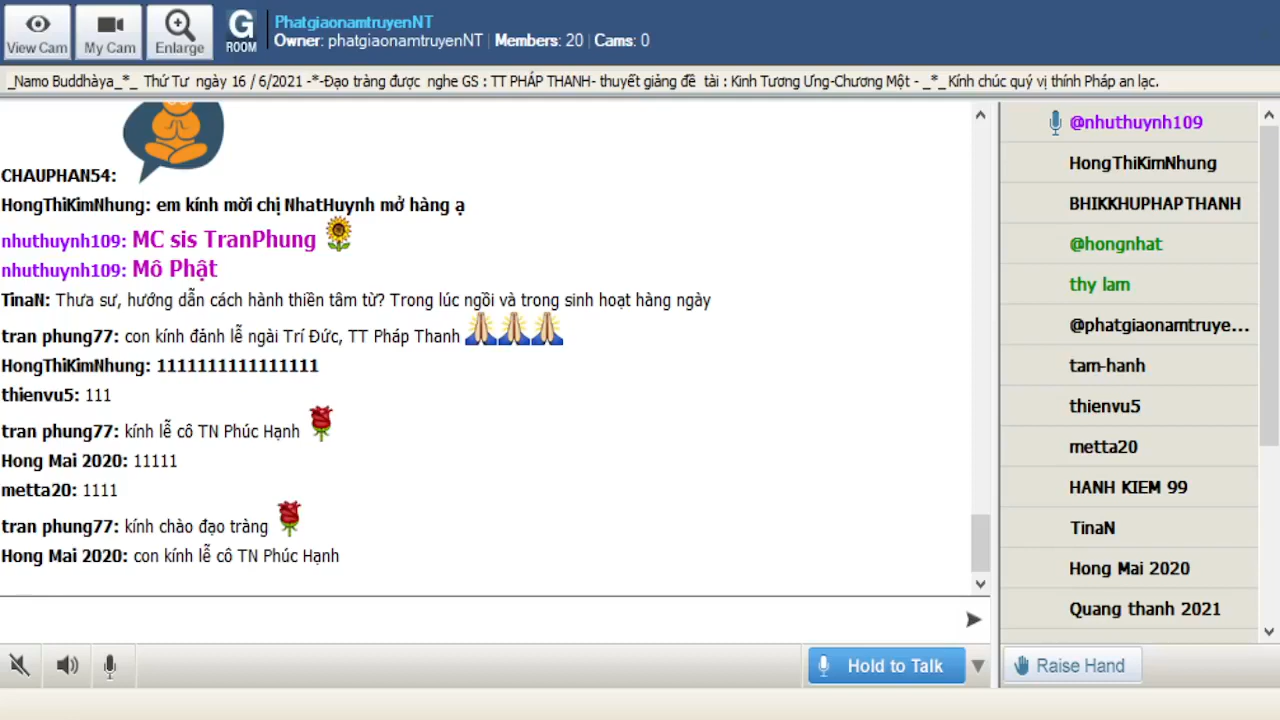 View Cam
My Cam
Enlarge
G
ROOM
PhatgiaonamtruyenNT
Owner: phatgiaonamtruyenNT | Members: 20 | Cams: 0
_Namo Buddhàya_*_ Thứ Tư ngày 16 / 6/2021 -*-Đạo tràng được nghe GS : TT PHÁP THANH- thuyết giảng đề tài : Kinh Tương Ưng-Chương Một - _*_ Kính chúc quý vị thính Pháp an lạc.
CHAUPHAN54:
HongThiKimNhung: em kính mời chị NhatHuynh mở hàng ạ
nhuthuynh109: MC sis TranPhung
nhuthuynh109: Mô Phật
TinaN: Thưa sư, hướng dẫn cách hành thiền tâm từ? Trong lúc ngồi và trong sinh hoạt hàng ngày
tran phung77: con kính đảnh lễ ngài Trí Đức, TT Pháp Thanh
HongThiKimNhung: 1111111111111111
thienvu5: 111
tran phung77: kính lễ cô TN Phúc Hạnh
Hong Mai 2020: 11111
metta20: 1111
tran phung77: kính chào đạo tràng
Hong Mai 2020: con kính lễ cô TN Phúc Hạnh
Hold to Talk
@nhuthuynh109
HongThiKimNhung
BHIKKHUPHAPTHANH
@hongnhat
thy lam
@phatgiaonamtruye...
tam-hanh
thienvu5
metta20
HANH KIEM 99
TinaN
Hong Mai 2020
Quang thanh 2021
Raise Hand